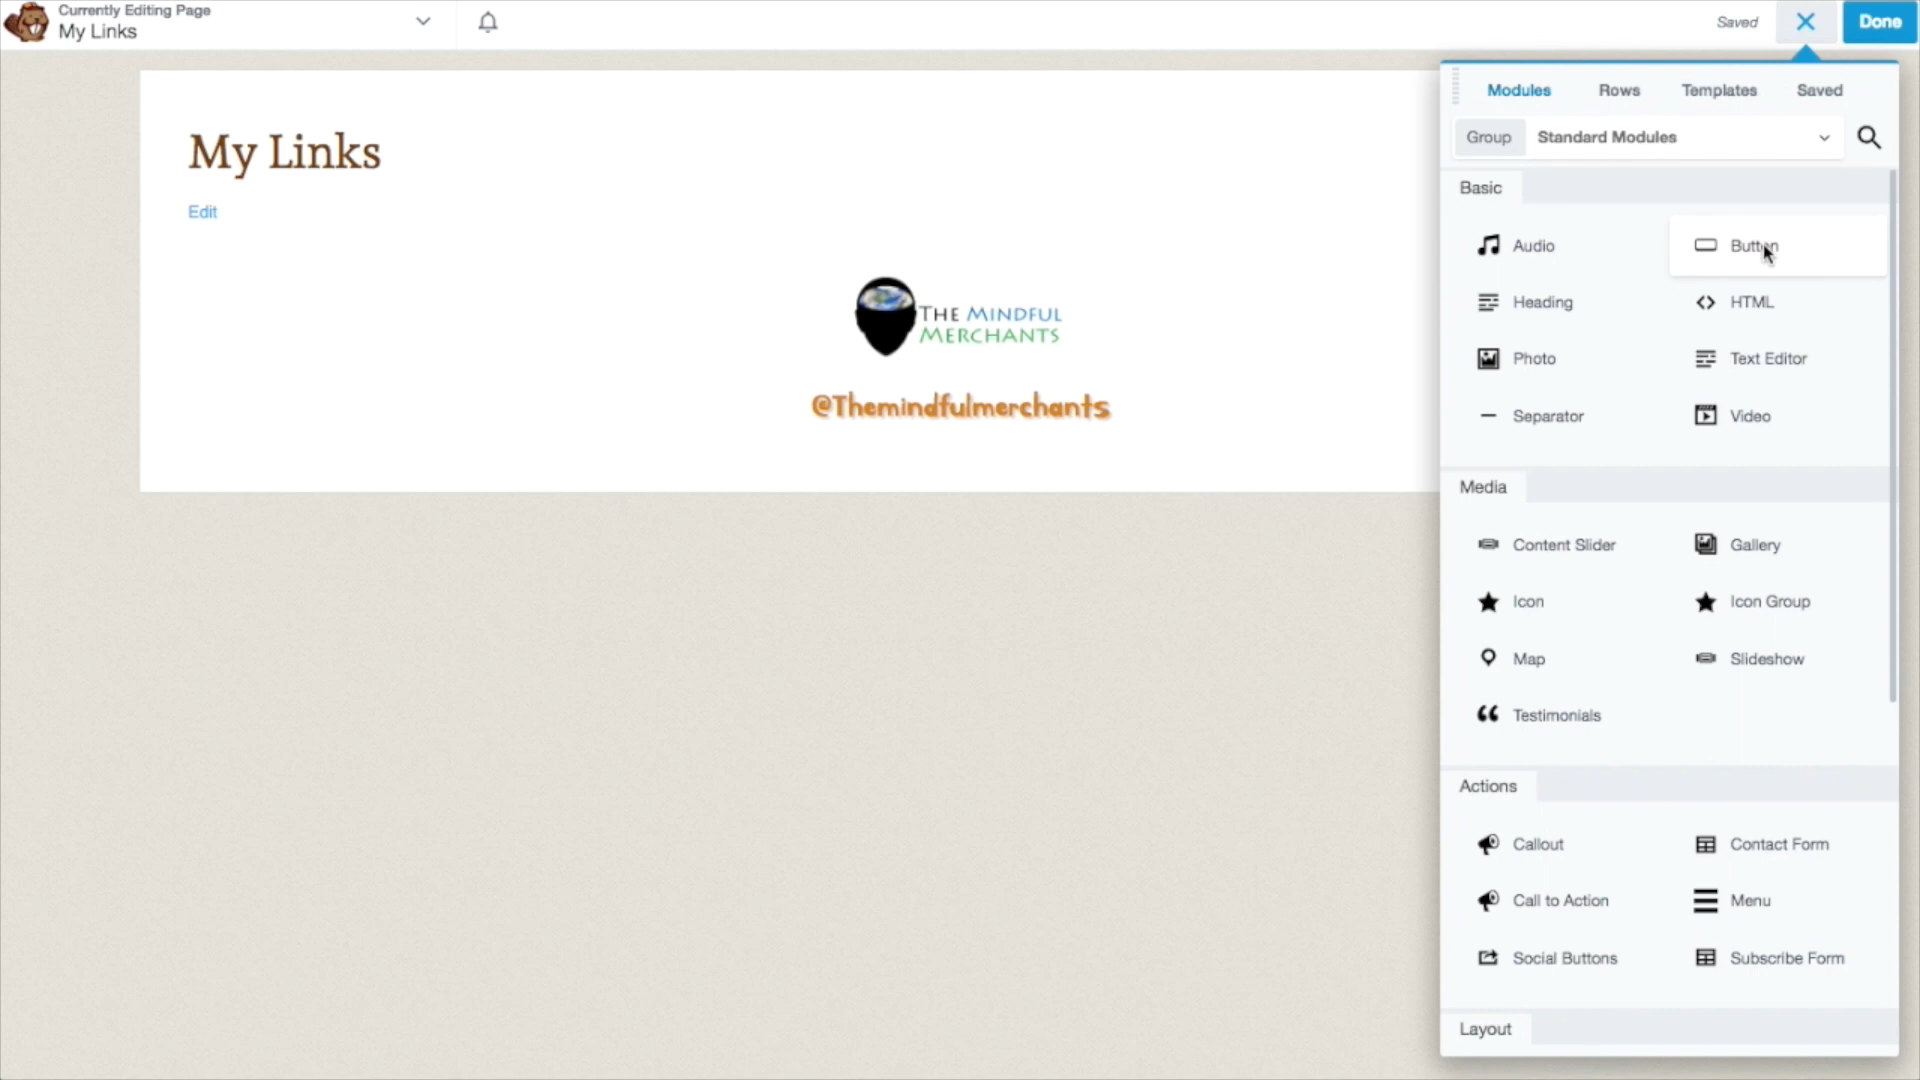 Currently Editing Page
My Links
Saved
Done
My Links
Edit
THE MINDFUL
MERCHANTS
@Themindfulmerchants
Modules Rows Templates Saved
Group Standard Modules
Basic
Audio Button
Heading HTML
Photo Text Editor
Separator Video
Media
Content Slider Gallery
Icon Icon Group
Map Slideshow
Testimonials
Actions
Callout Contact Form
Call to Action Menu
Social Buttons Subscribe Form
Layout